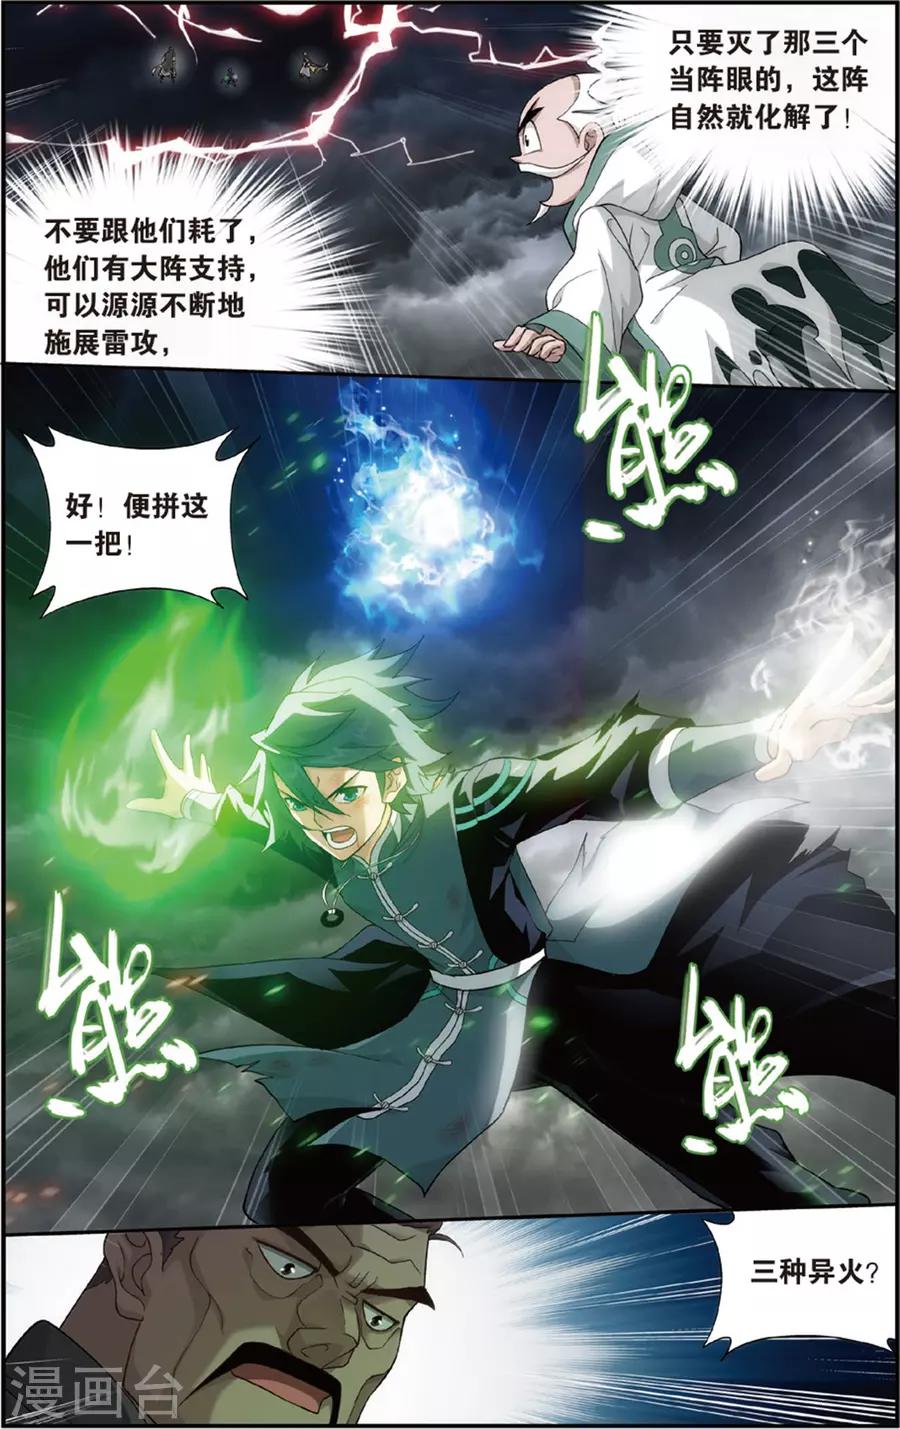 不要跟他们耗了，
他们有大阵支持，
可以源源不断地
施展雷攻，
只要灭了那三个
当阵眼的，这阵
自然就化解了！
好！便拼这
一把！
熊
熊
熊
三种异火？
漫画台